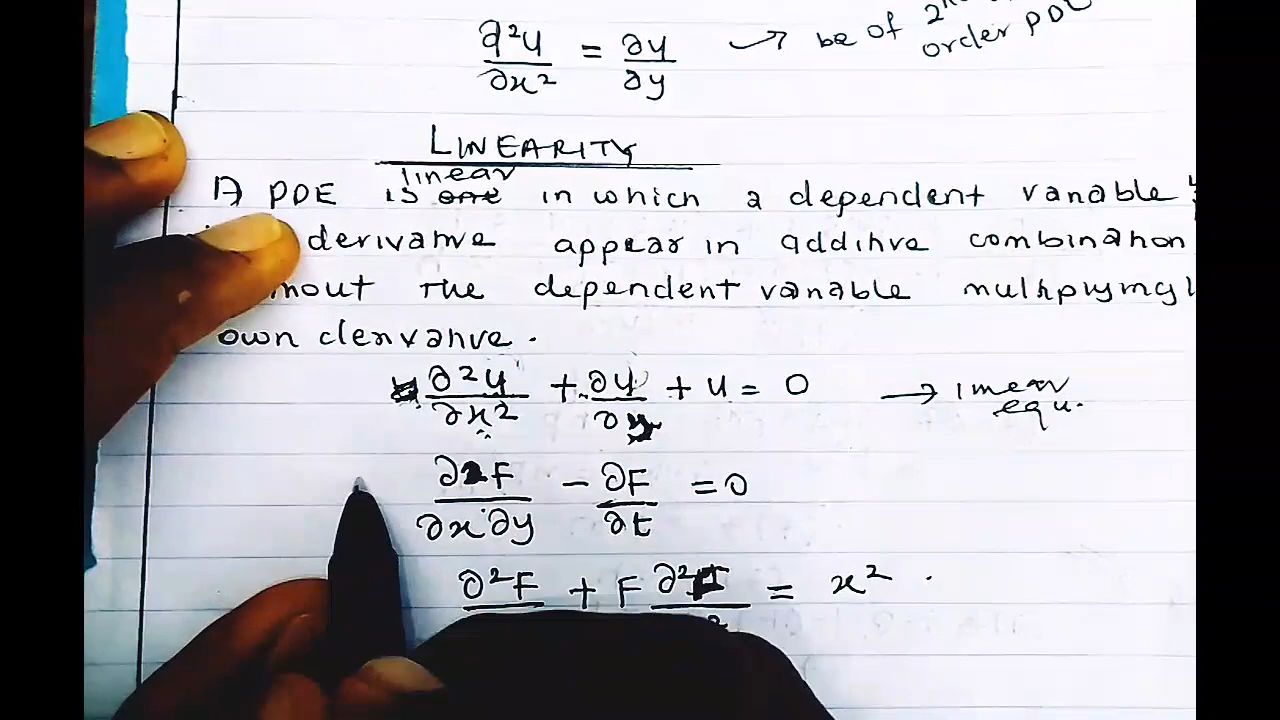 ∂²u/∂x² = ∂y/∂y → be of 2nd
order PDE
LINEARITY
linear
A PDE is one in which a dependent variable
derivative appear in additive combination
the dependent variable multiplying
own derivative.
∂²u/∂x² + ∂u/∂y + u = 0 → linear
equ.
∂²F/∂x∂y − ∂F/∂t = 0
∂²F + F ∂² = x²